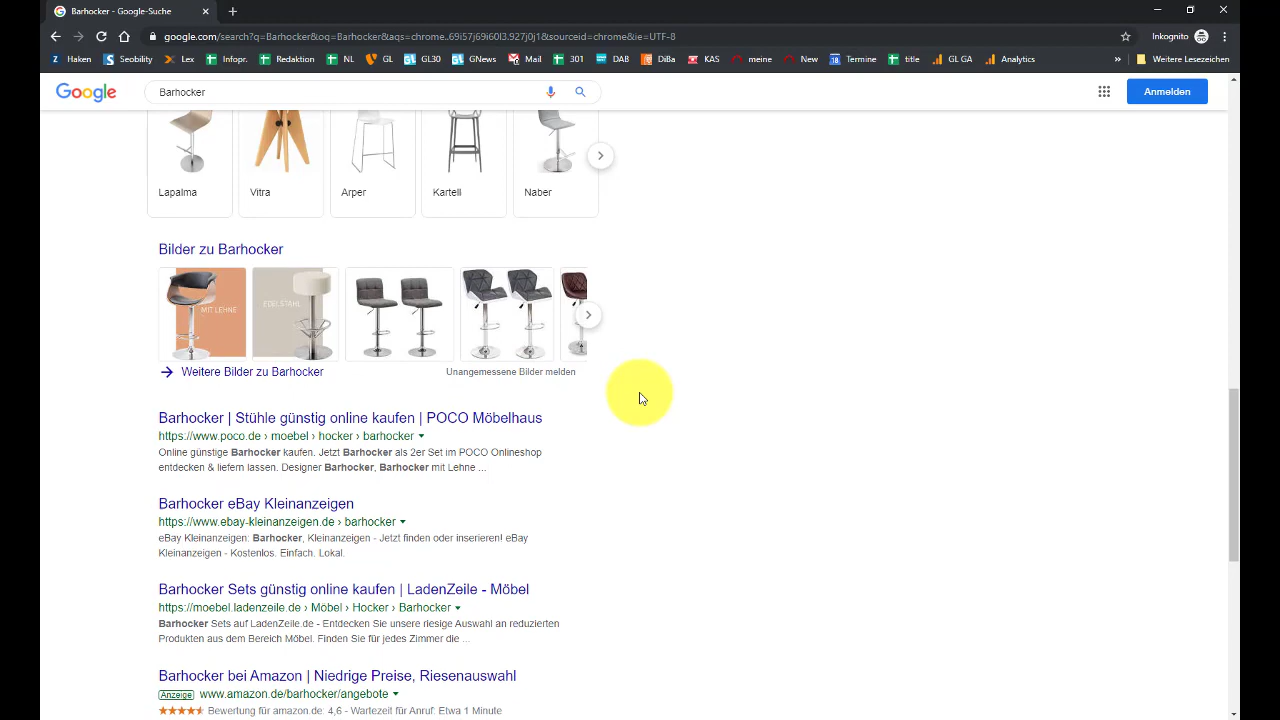 Barhocker - Google-Suche
google.com/search?q=Barhocker&oq=Barhocker&aqs=chrome..69i57j69i60l3.927j0j1&sourceid=chrome&ie=UTF-8
Inkognito
Haken
Seobility
Lex
Infopr.
Redaktion
NL
GL
GL30
GNews
Mail
301
DAB
DiBa
KAS
meine
New
Termine
title
GL GA
Analytics
»
Weitere Lesezeichen
Google
Barhocker
Anmelden
Lapalma
Vitra
Arper
Kartell
Naber
Bilder zu Barhocker
MIT LEHNE
EDELSTAHL
Weitere Bilder zu Barhocker
Unangemessene Bilder melden
Barhocker | Stühle günstig online kaufen | POCO Möbelhaus
https://www.poco.de › moebel › hocker › barhocker
Online günstige Barhocker kaufen. Jetzt Barhocker als 2er Set im POCO Onlineshop
entdecken & liefern lassen. Designer Barhocker, Barhocker mit Lehne ...
Barhocker eBay Kleinanzeigen
https://www.ebay-kleinanzeigen.de › barhocker
eBay Kleinanzeigen: Barhocker, Kleinanzeigen - Jetzt finden oder inserieren! eBay
Kleinanzeigen - Kostenlos. Einfach. Lokal.
Barhocker Sets günstig online kaufen | LadenZeile - Möbel
https://moebel.ladenzeile.de › Möbel › Hocker › Barhocker
Barhocker Sets auf LadenZeile.de - Entdecken Sie unsere riesige Auswahl an reduzierten
Produkten aus dem Bereich Möbel. Finden Sie für jedes Zimmer die ...
Barhocker bei Amazon | Niedrige Preise, Riesenauswahl
Anzeige www.amazon.de/barhocker/angebote
Bewertung für amazon.de: 4,6 - Wartezeit für Anruf: Etwa 1 Minute